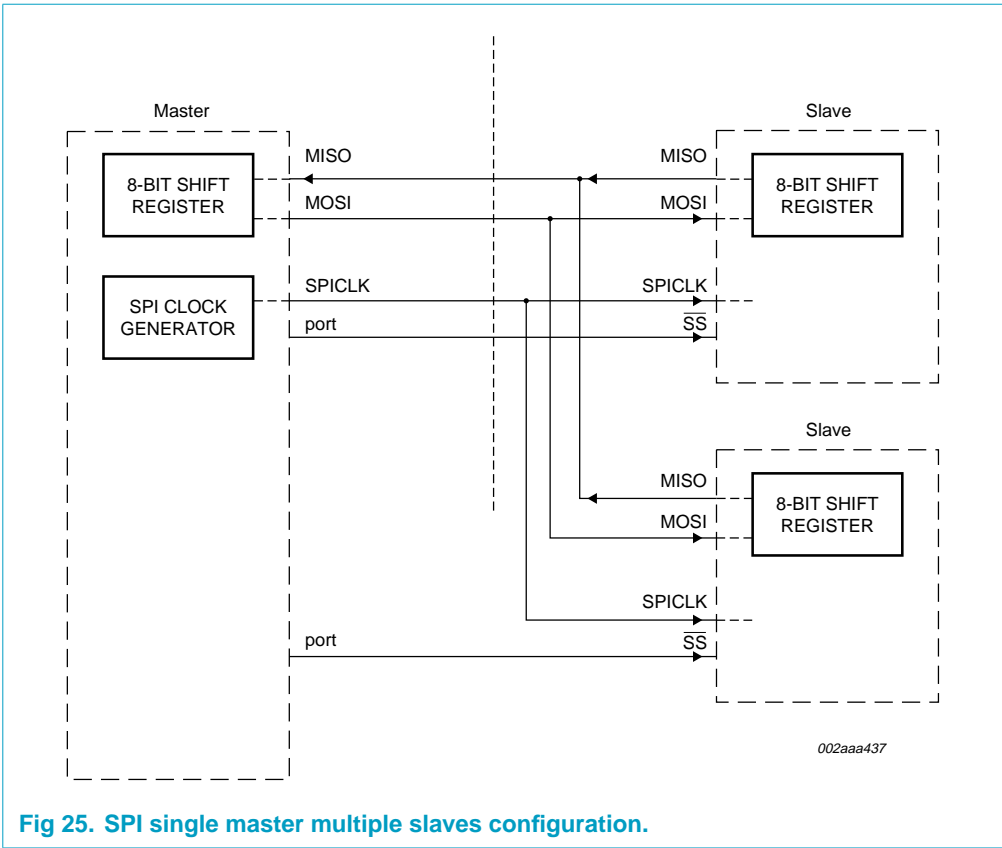 Master
Slave
MISO
MISO
8-BIT SHIFT
REGISTER
8-BIT SHIFT
REGISTER
MOSI
MOSI
SPICLK
SPICLK
SPI CLOCK
GENERATOR
port
S̅S̅
Slave
MISO
8-BIT SHIFT
REGISTER
MOSI
SPICLK
port
S̅S̅
002aaa437
Fig 25. SPI single master multiple slaves configuration.